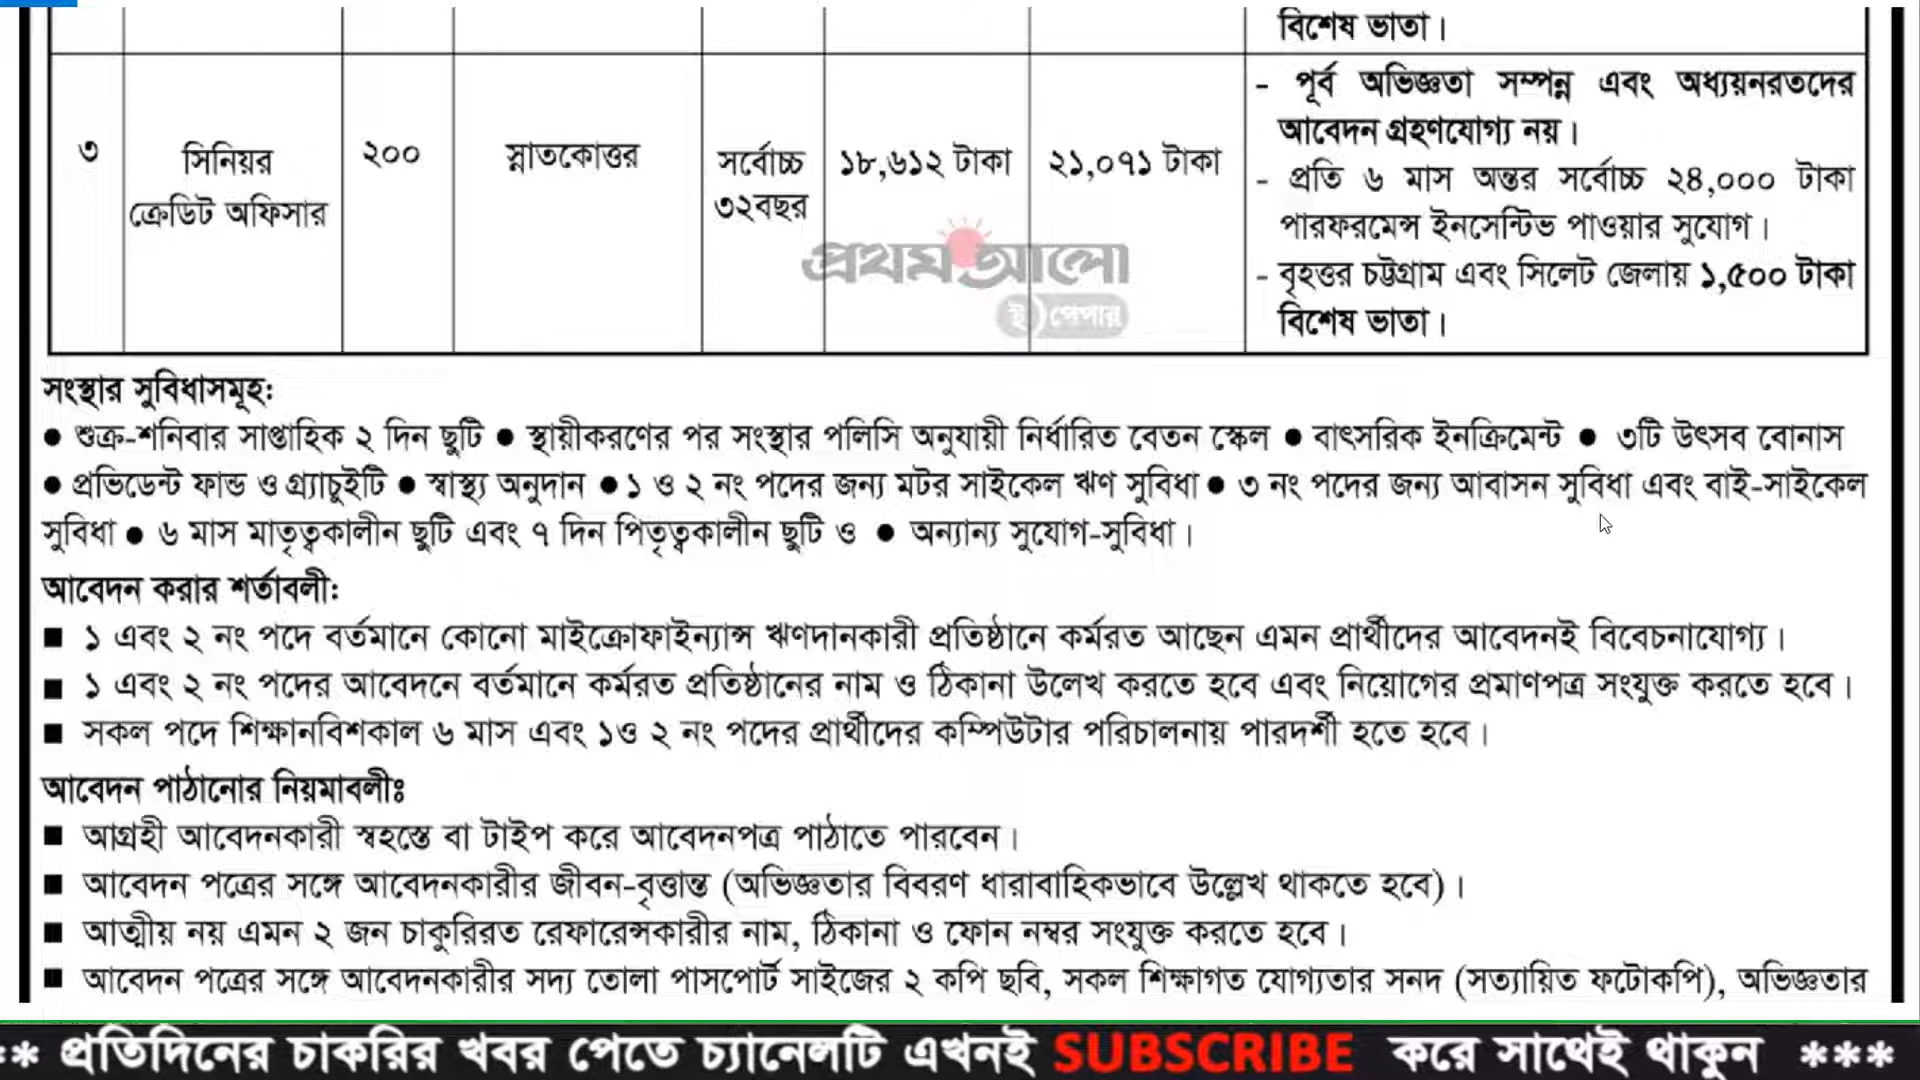 বিশেষ ভাতা।
৩
সিনিয়র
ক্রেডিট অফিসার
২০০
স্নাতকোত্তর
সর্বোচ্চ
৩২বছর
১৮,৬১২ টাকা
২১,০৭১ টাকা
- পূর্ব অভিজ্ঞতা সম্পন্ন এবং অধ্যয়নরতদের
আবেদন গ্রহণযোগ্য নয়।
- প্রতি ৬ মাস অন্তর সর্বোচ্চ ২৪,০০০ টাকা
পারফরমেন্স ইনসেন্টিভ পাওয়ার সুযোগ।
- বৃহত্তর চট্টগ্রাম এবং সিলেট জেলায় ১,৫০০ টাকা
বিশেষ ভাতা।
প্রথম আলো
ই পেপার
সংস্থার সুবিধাসমূহ:
● শুক্র-শনিবার সাপ্তাহিক ২ দিন ছুটি ● স্থায়ীকরণের পর সংস্থার পলিসি অনুযায়ী নির্ধারিত বেতন স্কেল ● বাৎসরিক ইনক্রিমেন্ট ● ৩টি উৎসব বোনাস
● প্রভিডেন্ট ফান্ড ও গ্র্যাচুইটি ● স্বাস্থ্য অনুদান ●১ ও ২ নং পদের জন্য মটর সাইকেল ঋণ সুবিধা ● ৩ নং পদের জন্য আবাসন সুবিধা এবং বাই-সাইকেল
সুবিধা ● ৬ মাস মাতৃত্বকালীন ছুটি এবং ৭ দিন পিতৃত্বকালীন ছুটি ও ● অন্যান্য সুযোগ-সুবিধা।
আবেদন করার শর্তাবলী:
■ ১ এবং ২ নং পদে বর্তমানে কোনো মাইক্রোফাইন্যান্স ঋণদানকারী প্রতিষ্ঠানে কর্মরত আছেন এমন প্রার্থীদের আবেদনই বিবেচনাযোগ্য।
■ ১ এবং ২ নং পদের আবেদনে বর্তমানে কর্মরত প্রতিষ্ঠানের নাম ও ঠিকানা উলেখ করতে হবে এবং নিয়োগের প্রমাণপত্র সংযুক্ত করতে হবে।
■ সকল পদে শিক্ষানবিশকাল ৬ মাস এবং ১ও ২ নং পদের প্রার্থীদের কম্পিউটার পরিচালনায় পারদর্শী হতে হবে।
আবেদন পাঠানোর নিয়মাবলীঃ
■ আগ্রহী আবেদনকারী স্বহস্তে বা টাইপ করে আবেদনপত্র পাঠাতে পারবেন।
■ আবেদন পত্রের সঙ্গে আবেদনকারীর জীবন-বৃত্তান্ত (অভিজ্ঞতার বিবরণ ধারাবাহিকভাবে উল্লেখ থাকতে হবে)।
■ আত্মীয় নয় এমন ২ জন চাকুরিরত রেফারেন্সকারীর নাম, ঠিকানা ও ফোন নম্বর সংযুক্ত করতে হবে।
■ আবেদন পত্রের সঙ্গে আবেদনকারীর সদ্য তোলা পাসপোর্ট সাইজের ২ কপি ছবি, সকল শিক্ষাগত যোগ্যতার সনদ (সত্যায়িত ফটোকপি), অভিজ্ঞতার
** প্রতিদিনের চাকরির খবর পেতে চ্যানেলটি এখনই SUBSCRIBE করে সাথেই থাকুন ***